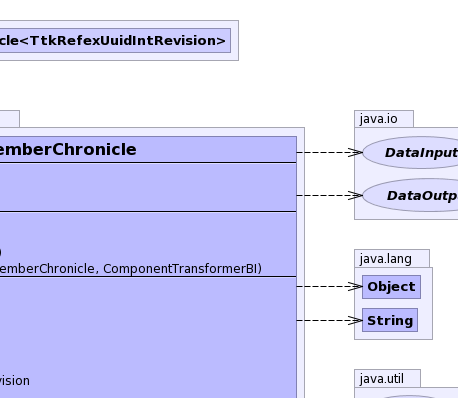 cle<TtkRefexUuidIntRevision>
java.io
emberChronicle
DataInput
DataOutp
java.lang
)
emberChronicle, ComponentTransformerBI)
Object
String
java.util
vision